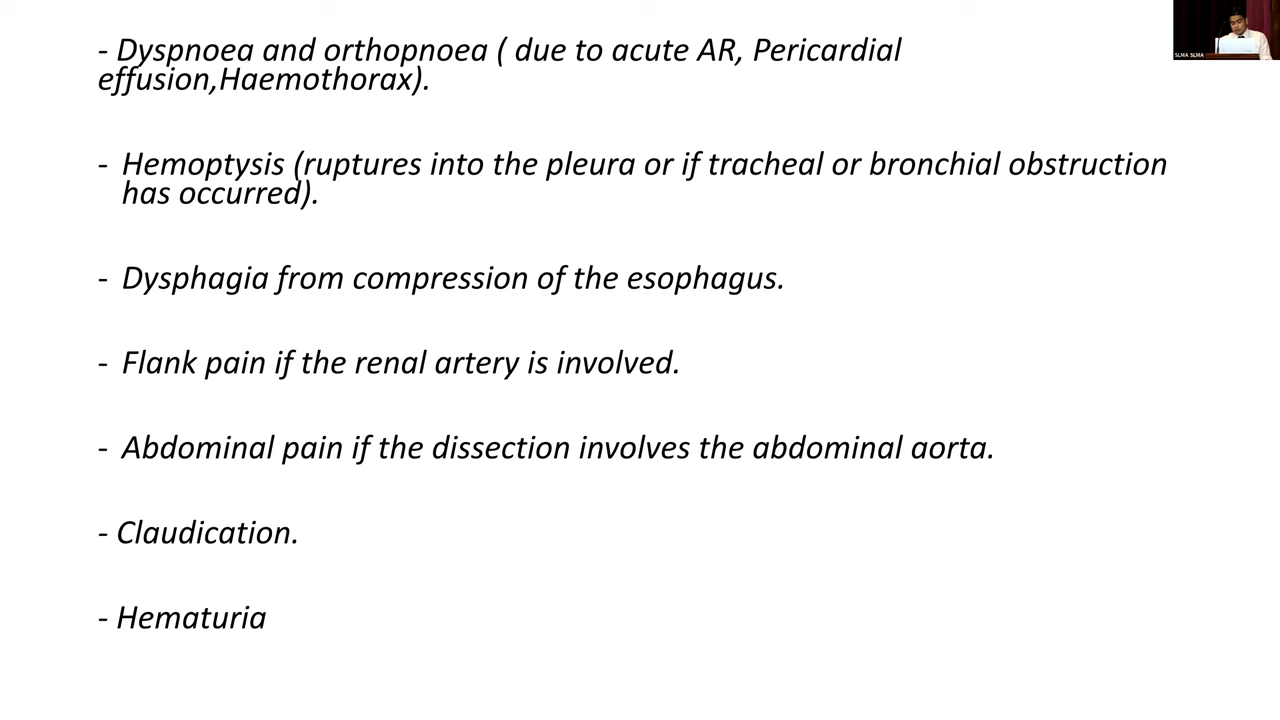 - Dyspnoea and orthopnoea ( due to acute AR, Pericardial
effusion,Haemothorax).
- Hemoptysis (ruptures into the pleura or if tracheal or bronchial obstruction
has occurred).
- Dysphagia from compression of the esophagus.
- Flank pain if the renal artery is involved.
- Abdominal pain if the dissection involves the abdominal aorta.
- Claudication.
- Hematuria
SLMA SLMA